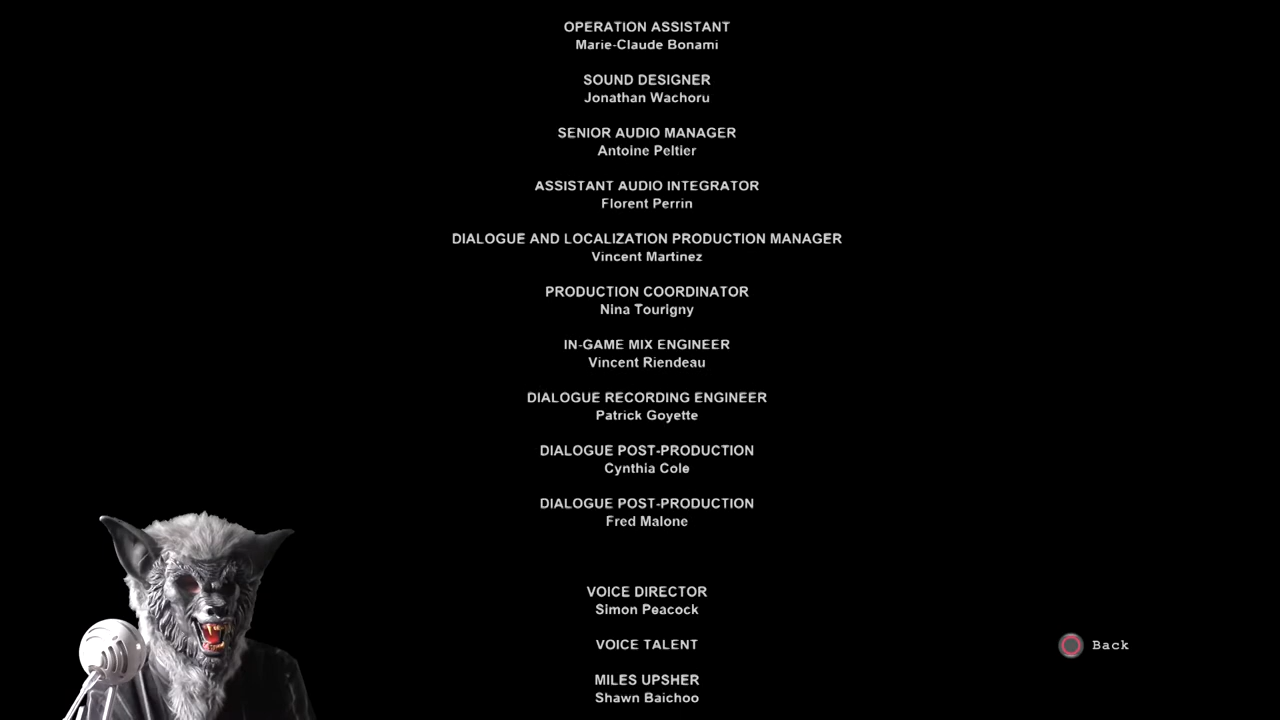 OPERATION ASSISTANT
Marie-Claude Bonami
SOUND DESIGNER
Jonathan Wachoru
SENIOR AUDIO MANAGER
Antoine Peltier
ASSISTANT AUDIO INTEGRATOR
Florent Perrin
DIALOGUE AND LOCALIZATION PRODUCTION MANAGER
Vincent Martinez
PRODUCTION COORDINATOR
Nina Tourigny
IN-GAME MIX ENGINEER
Vincent Riendeau
DIALOGUE RECORDING ENGINEER
Patrick Goyette
DIALOGUE POST-PRODUCTION
Cynthia Cole
DIALOGUE POST-PRODUCTION
Fred Malone
VOICE DIRECTOR
Simon Peacock
VOICE TALENT
Back
MILES UPSHER
Shawn Baichoo